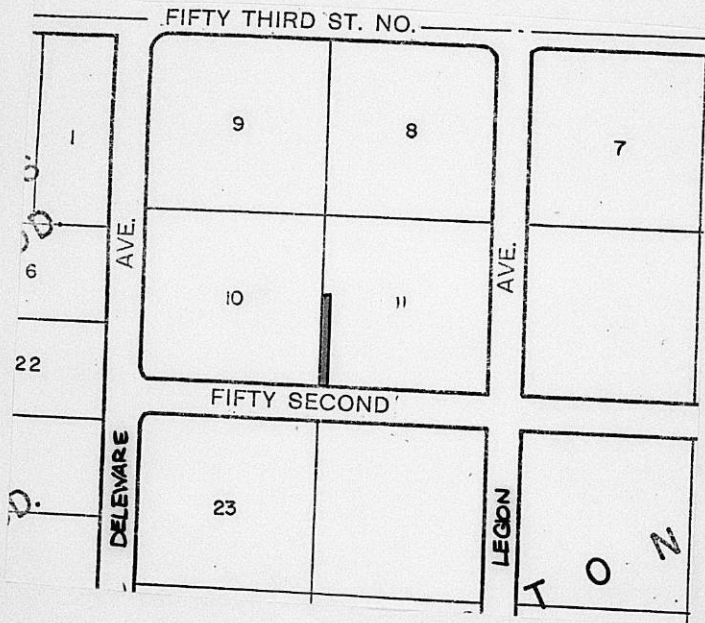 FIFTY THIRD ST. NO.
1
9
8
7
D.
AVE.
AVE.
6
10
11
22
FIFTY SECOND
DELEWARE
LEGION
23
D.
T O N